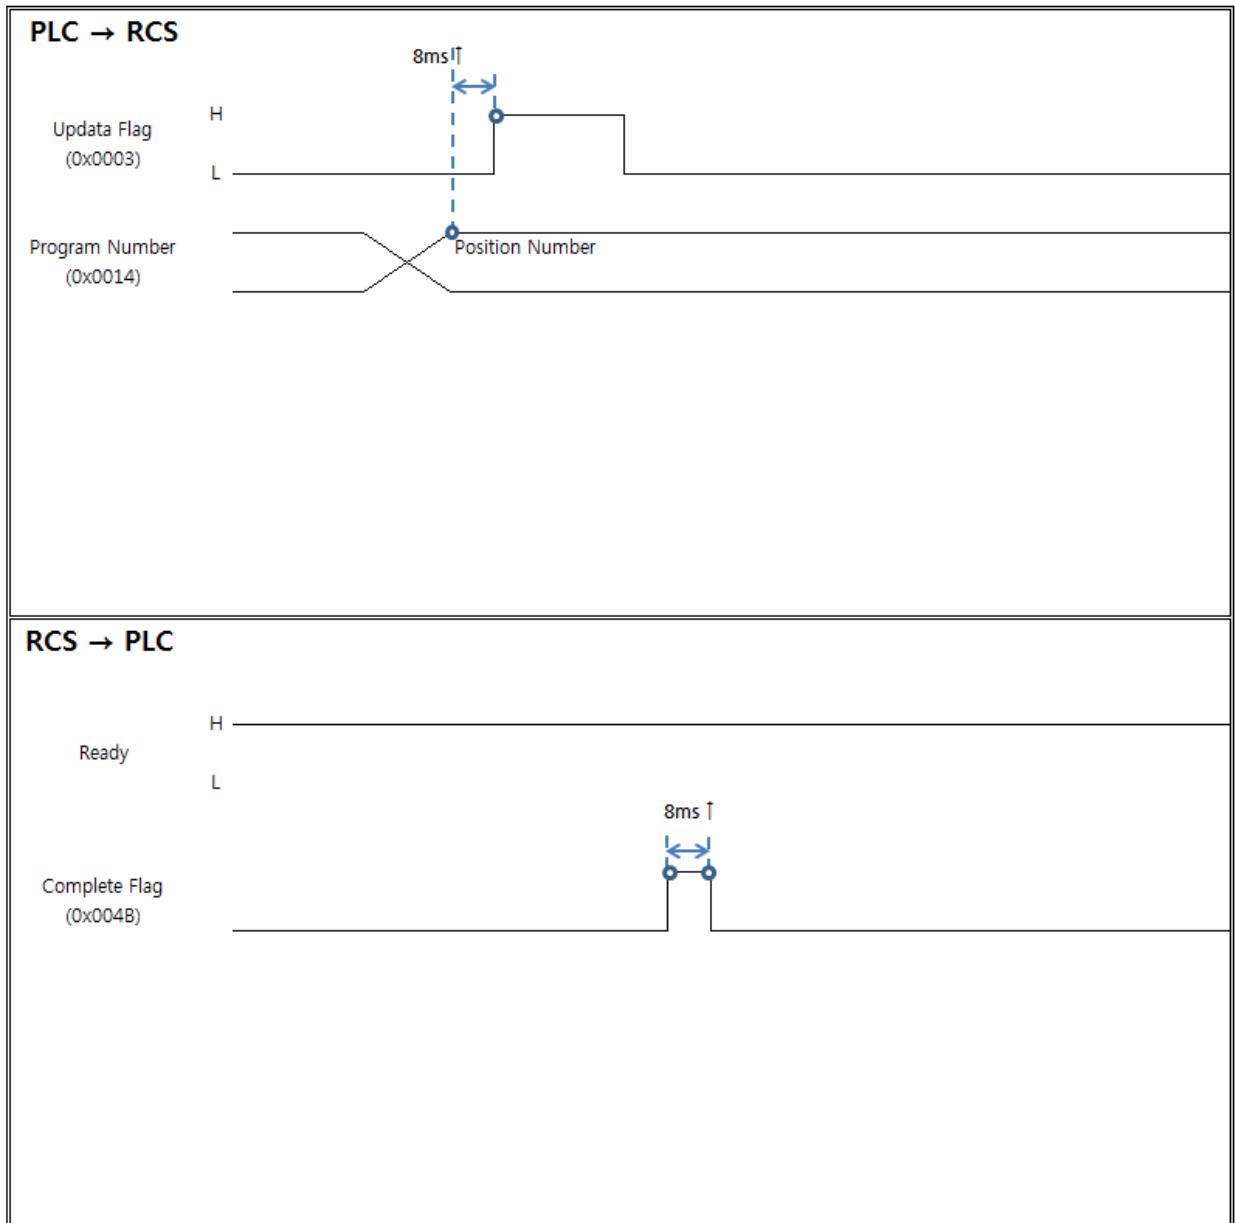 PLC → RCS
8ms↑
H
Updata Flag
(0x0003)
L
Program Number
Position Number
(0x0014)
RCS → PLC
H
Ready
L
8ms↑
Complete Flag
(0x004B)